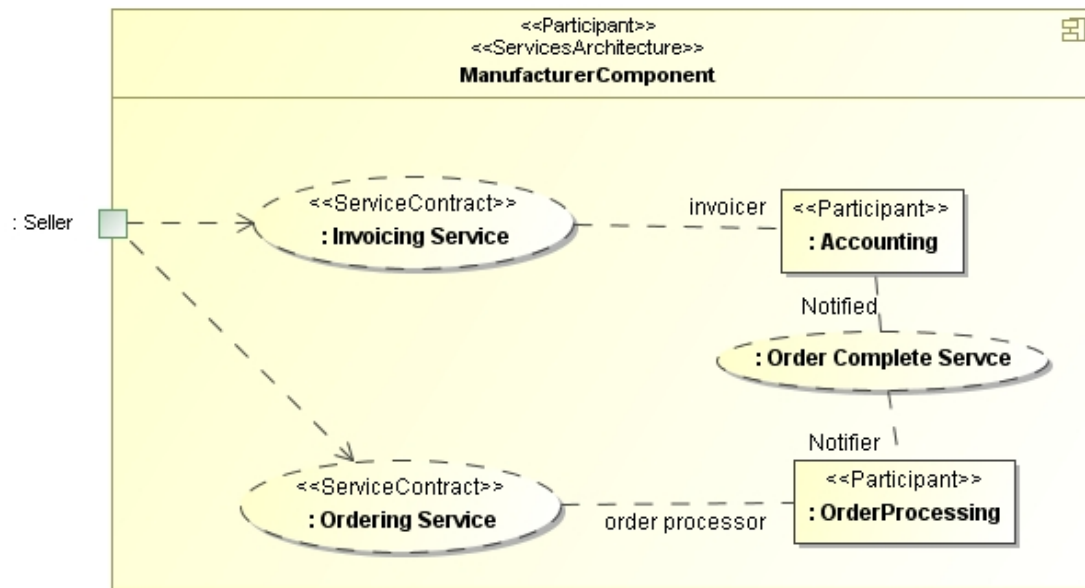 <<Participant>>
<<ServicesArchitecture>>
ManufacturerComponent
: Seller
<<ServiceContract>>
: Invoicing Service
invoicer
<<Participant>>
: Accounting
Notified
: Order Complete Servce
Notifier
<<ServiceContract>>
: Ordering Service
order processor
<<Participant>>
: OrderProcessing